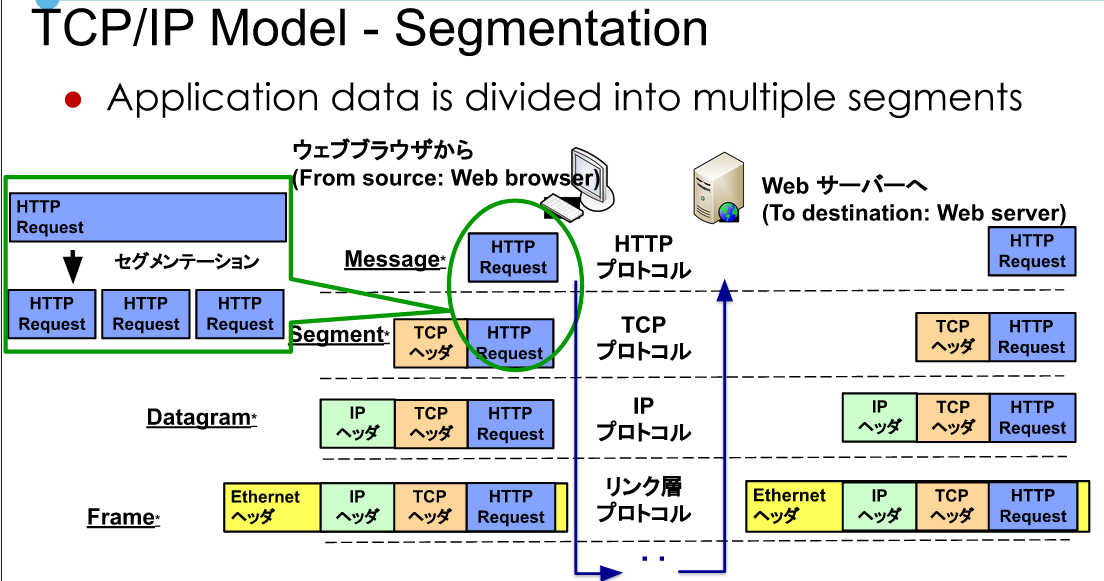 TCP/IP Model - Segmentation
● Application data is divided into multiple segments
ウェブブラウザから
(From source: Web browser)
Web サーバーへ
(To destination: Web server)
HTTP
Request
セグメンテーション
HTTP
Request
HTTP
Request
HTTP
Request
Message*
HTTP
Request
HTTP
プロトコル
HTTP
Request
Segment*
TCP
ヘッダ
HTTP
Request
TCP
プロトコル
TCP
ヘッダ
HTTP
Request
Datagram*
IP
ヘッダ
TCP
ヘッダ
HTTP
Request
IP
プロトコル
IP
ヘッダ
TCP
ヘッダ
HTTP
Request
Frame*
Ethernet
ヘッダ
IP
ヘッダ
TCP
ヘッダ
HTTP
Request
リンク層
プロトコル
Ethernet
ヘッダ
IP
ヘッダ
TCP
ヘッダ
HTTP
Request
. .